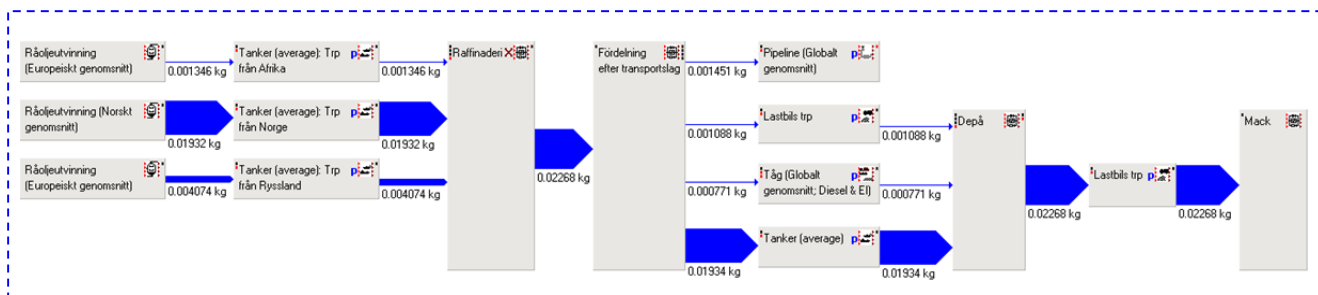 Råoljeutvinning
(Europeiskt genomsnitt)
0.001346 kg
Tanker (average): Trp
från Afrika
0.001346 kg
Råoljeutvinning (Norskt
genomsnitt)
0.01932 kg
Tanker (average): Trp
från Norge
0.01932 kg
Råoljeutvinning
(Europeiskt genomsnitt)
0.004074 kg
Tanker (average): Trp
från Ryssland
0.004074 kg
Raffinaderi X
0.02268 kg
Fördelning
efter transportslag
0.001451 kg
Pipeline (Globalt
genomsnitt)
p
0.001088 kg
Lastbils trp
p
0.001088 kg
0.000771 kg
Tåg (Globalt
genomsnitt; Diesel & El)
p
0.000771 kg
0.01934 kg
Tanker (average)
p
0.01934 kg
Depå
0.02268 kg
Lastbils trp
p
0.02268 kg
Mack
p
p
p